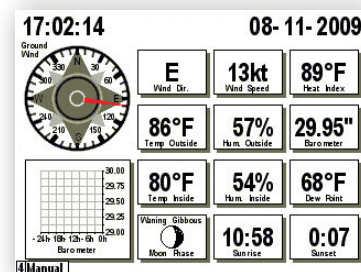 17:02:14 08-11-2009
Ground
Wind
N
330 30
300 60
W E
240
210 150
S
E
Wind Dir.
13kt
Wind Speed
89°F
Heat Index
86°F
Temp Outside
57%
Hum. Outside
29.95"
Barometer
30.00
29.75
29.50
29.25
29.00
-24h-18h-12h-6h 0h
Barometer
80°F
Temp Inside
54%
Hum. Inside
68°F
Dew Point
Waning Gibbous
Moon Phase
10:58
Sunrise
0:07
Sunset
4 Manual